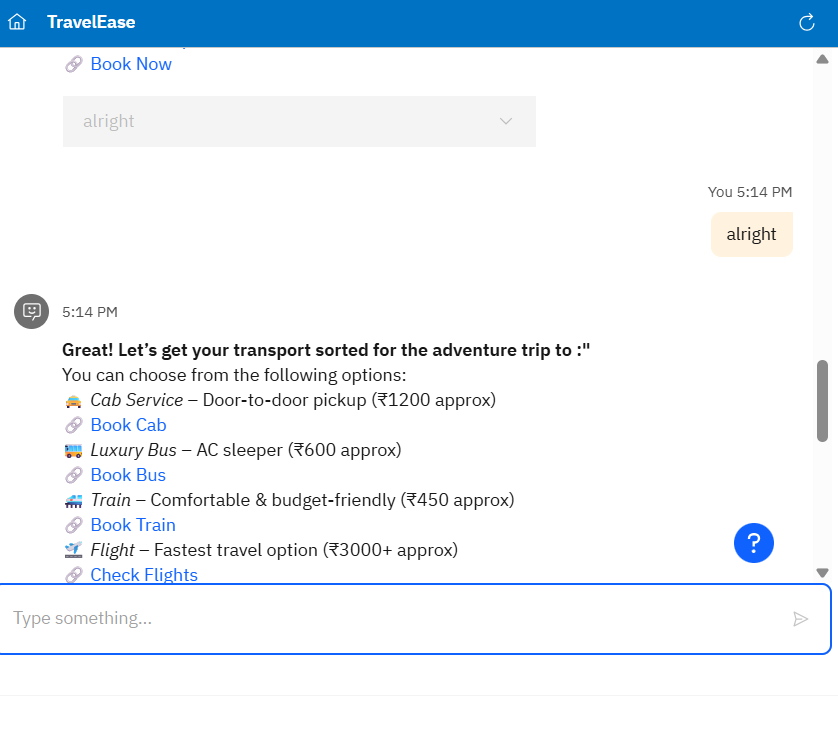 TravelEase
Book Now
alright
You 5:14 PM
alright
5:14 PM
Great! Let’s get your transport sorted for the adventure trip to :"
You can choose from the following options:
Cab Service – Door-to-door pickup (₹1200 approx)
Book Cab
Luxury Bus – AC sleeper (₹600 approx)
Book Bus
Train – Comfortable & budget-friendly (₹450 approx)
Book Train
Flight – Fastest travel option (₹3000+ approx)
?
Check Flights
Type something...